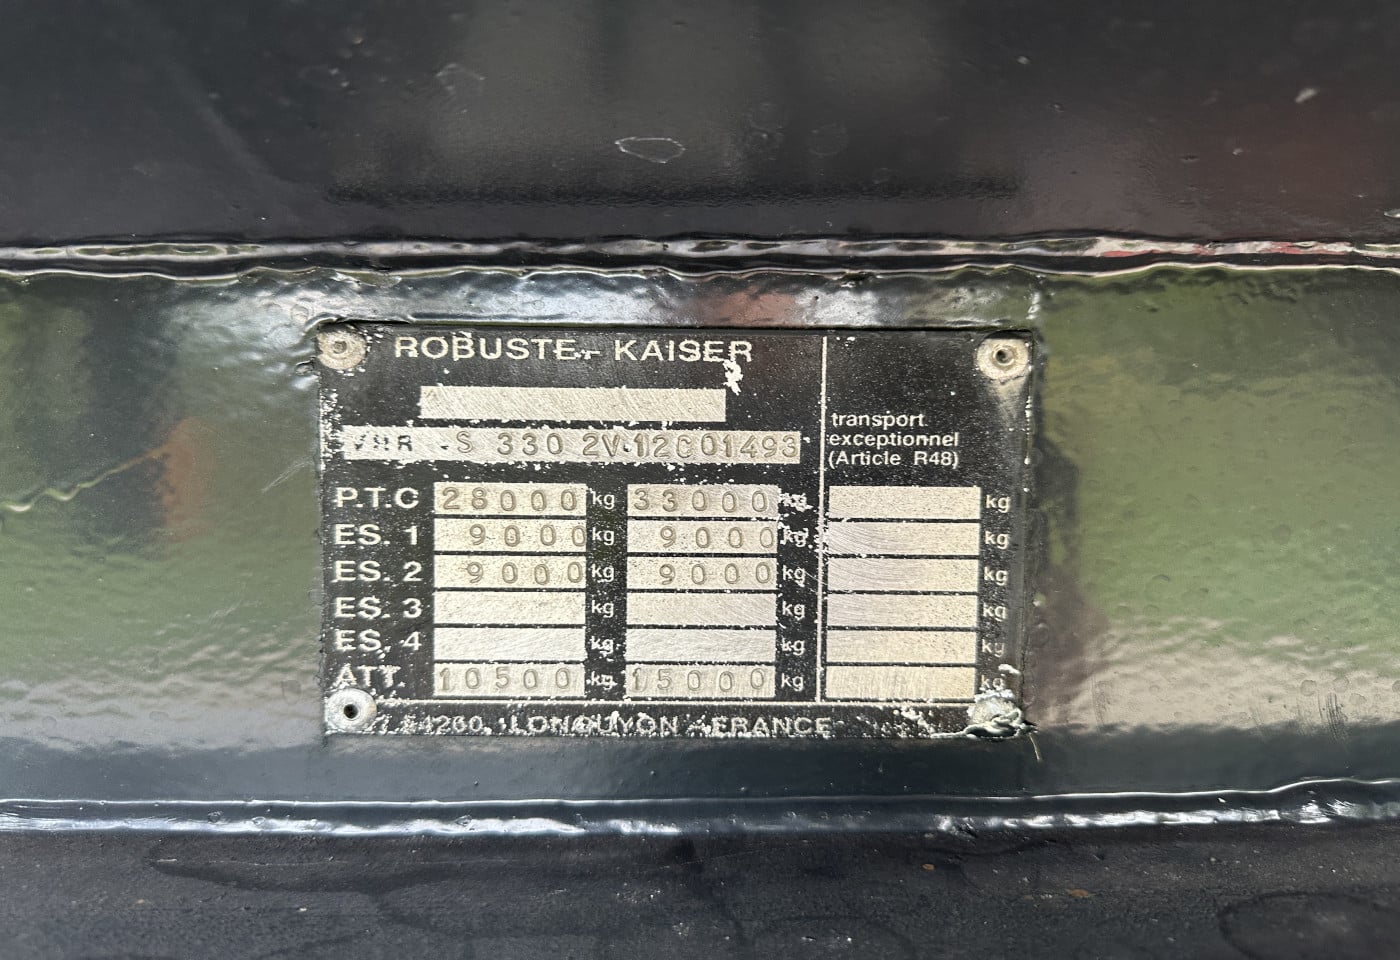 ROBUSTE - KAISER
transport
exceptionnel
(Article R48)
S 330 2V 12C01493
P.T.C 28000 kg 33000 kg kg
ES. 1 9000 kg 9000 kg kg
ES. 2 9000 kg 9000 kg kg
ES. 3 kg kg kg
ES. 4 kg kg kg
ATT. 10500 kg 15000 kg kg
54260 LONGUYON - FRANCE